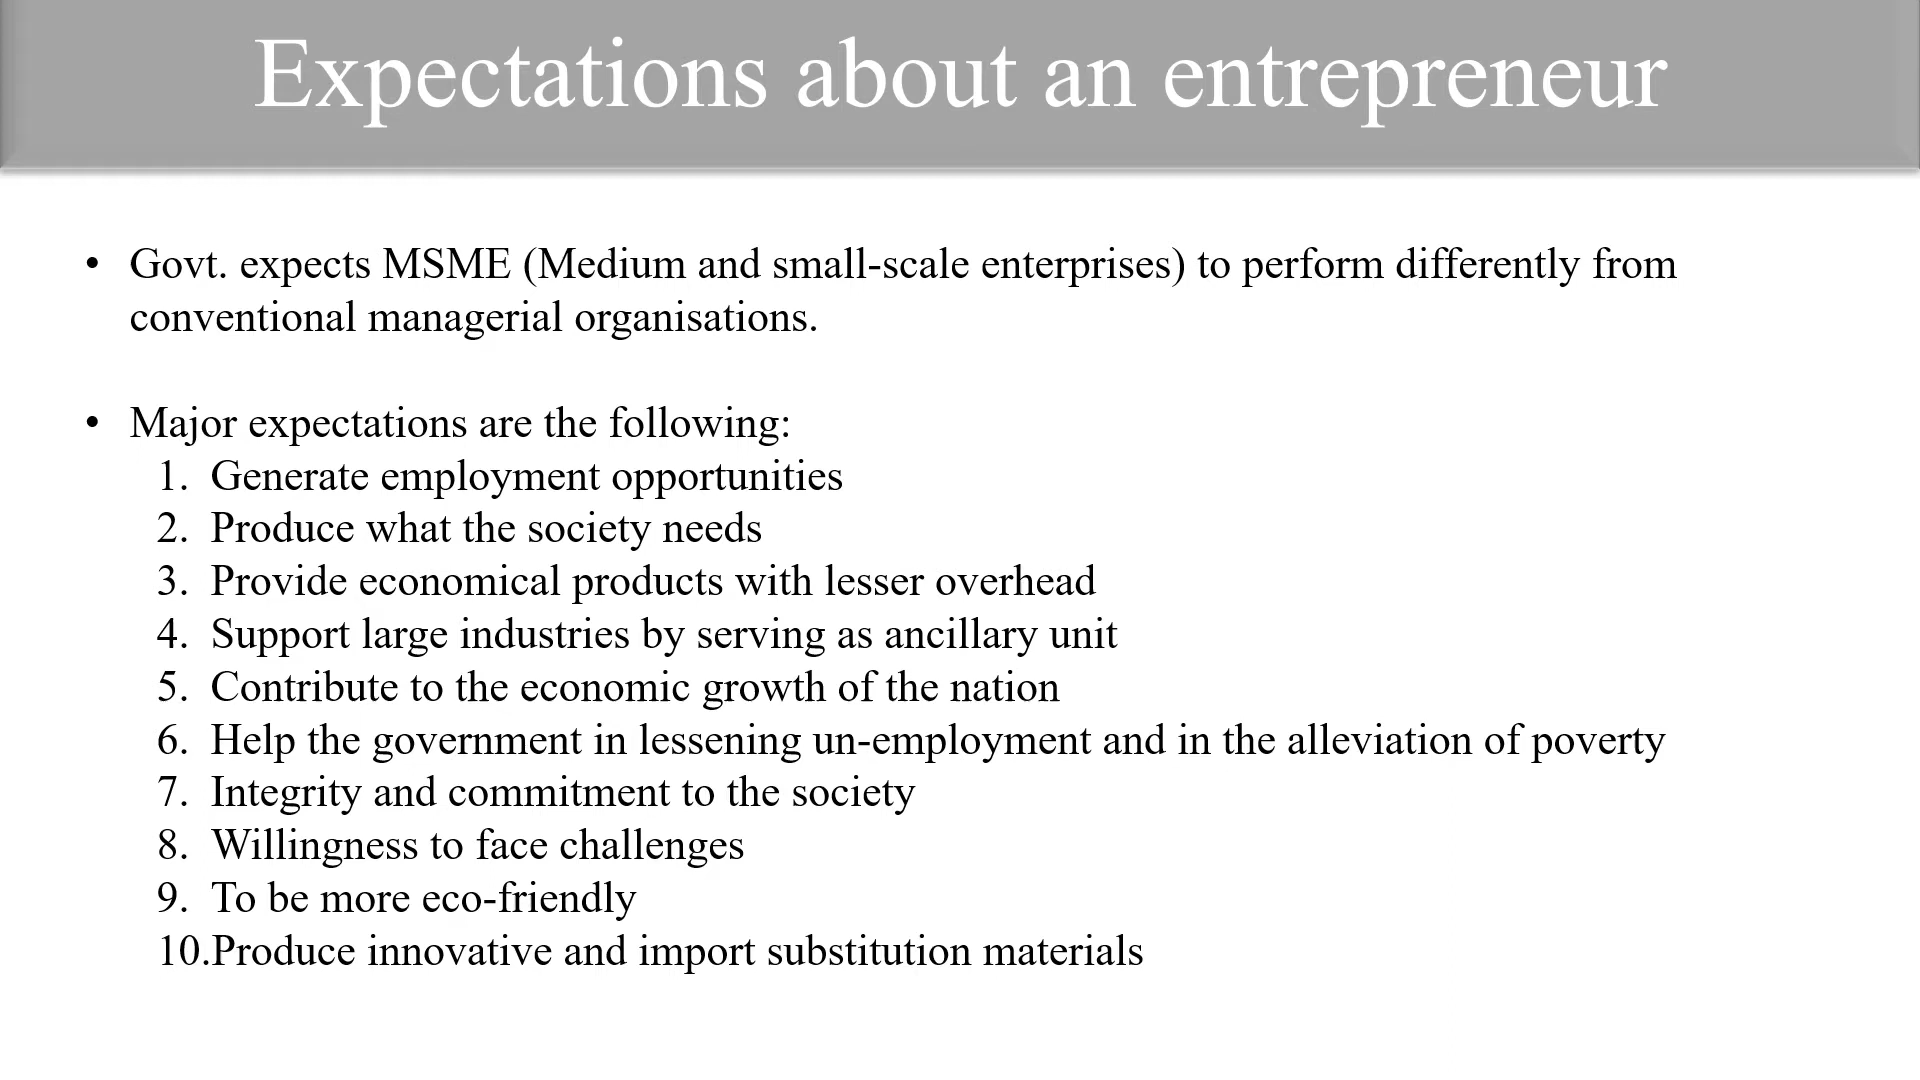 Expectations about an entrepreneur
• Govt. expects MSME (Medium and small-scale enterprises) to perform differently from
conventional managerial organisations.
• Major expectations are the following:
1. Generate employment opportunities
2. Produce what the society needs
3. Provide economical products with lesser overhead
4. Support large industries by serving as ancillary unit
5. Contribute to the economic growth of the nation
6. Help the government in lessening un-employment and in the alleviation of poverty
7. Integrity and commitment to the society
8. Willingness to face challenges
9. To be more eco-friendly
10.Produce innovative and import substitution materials